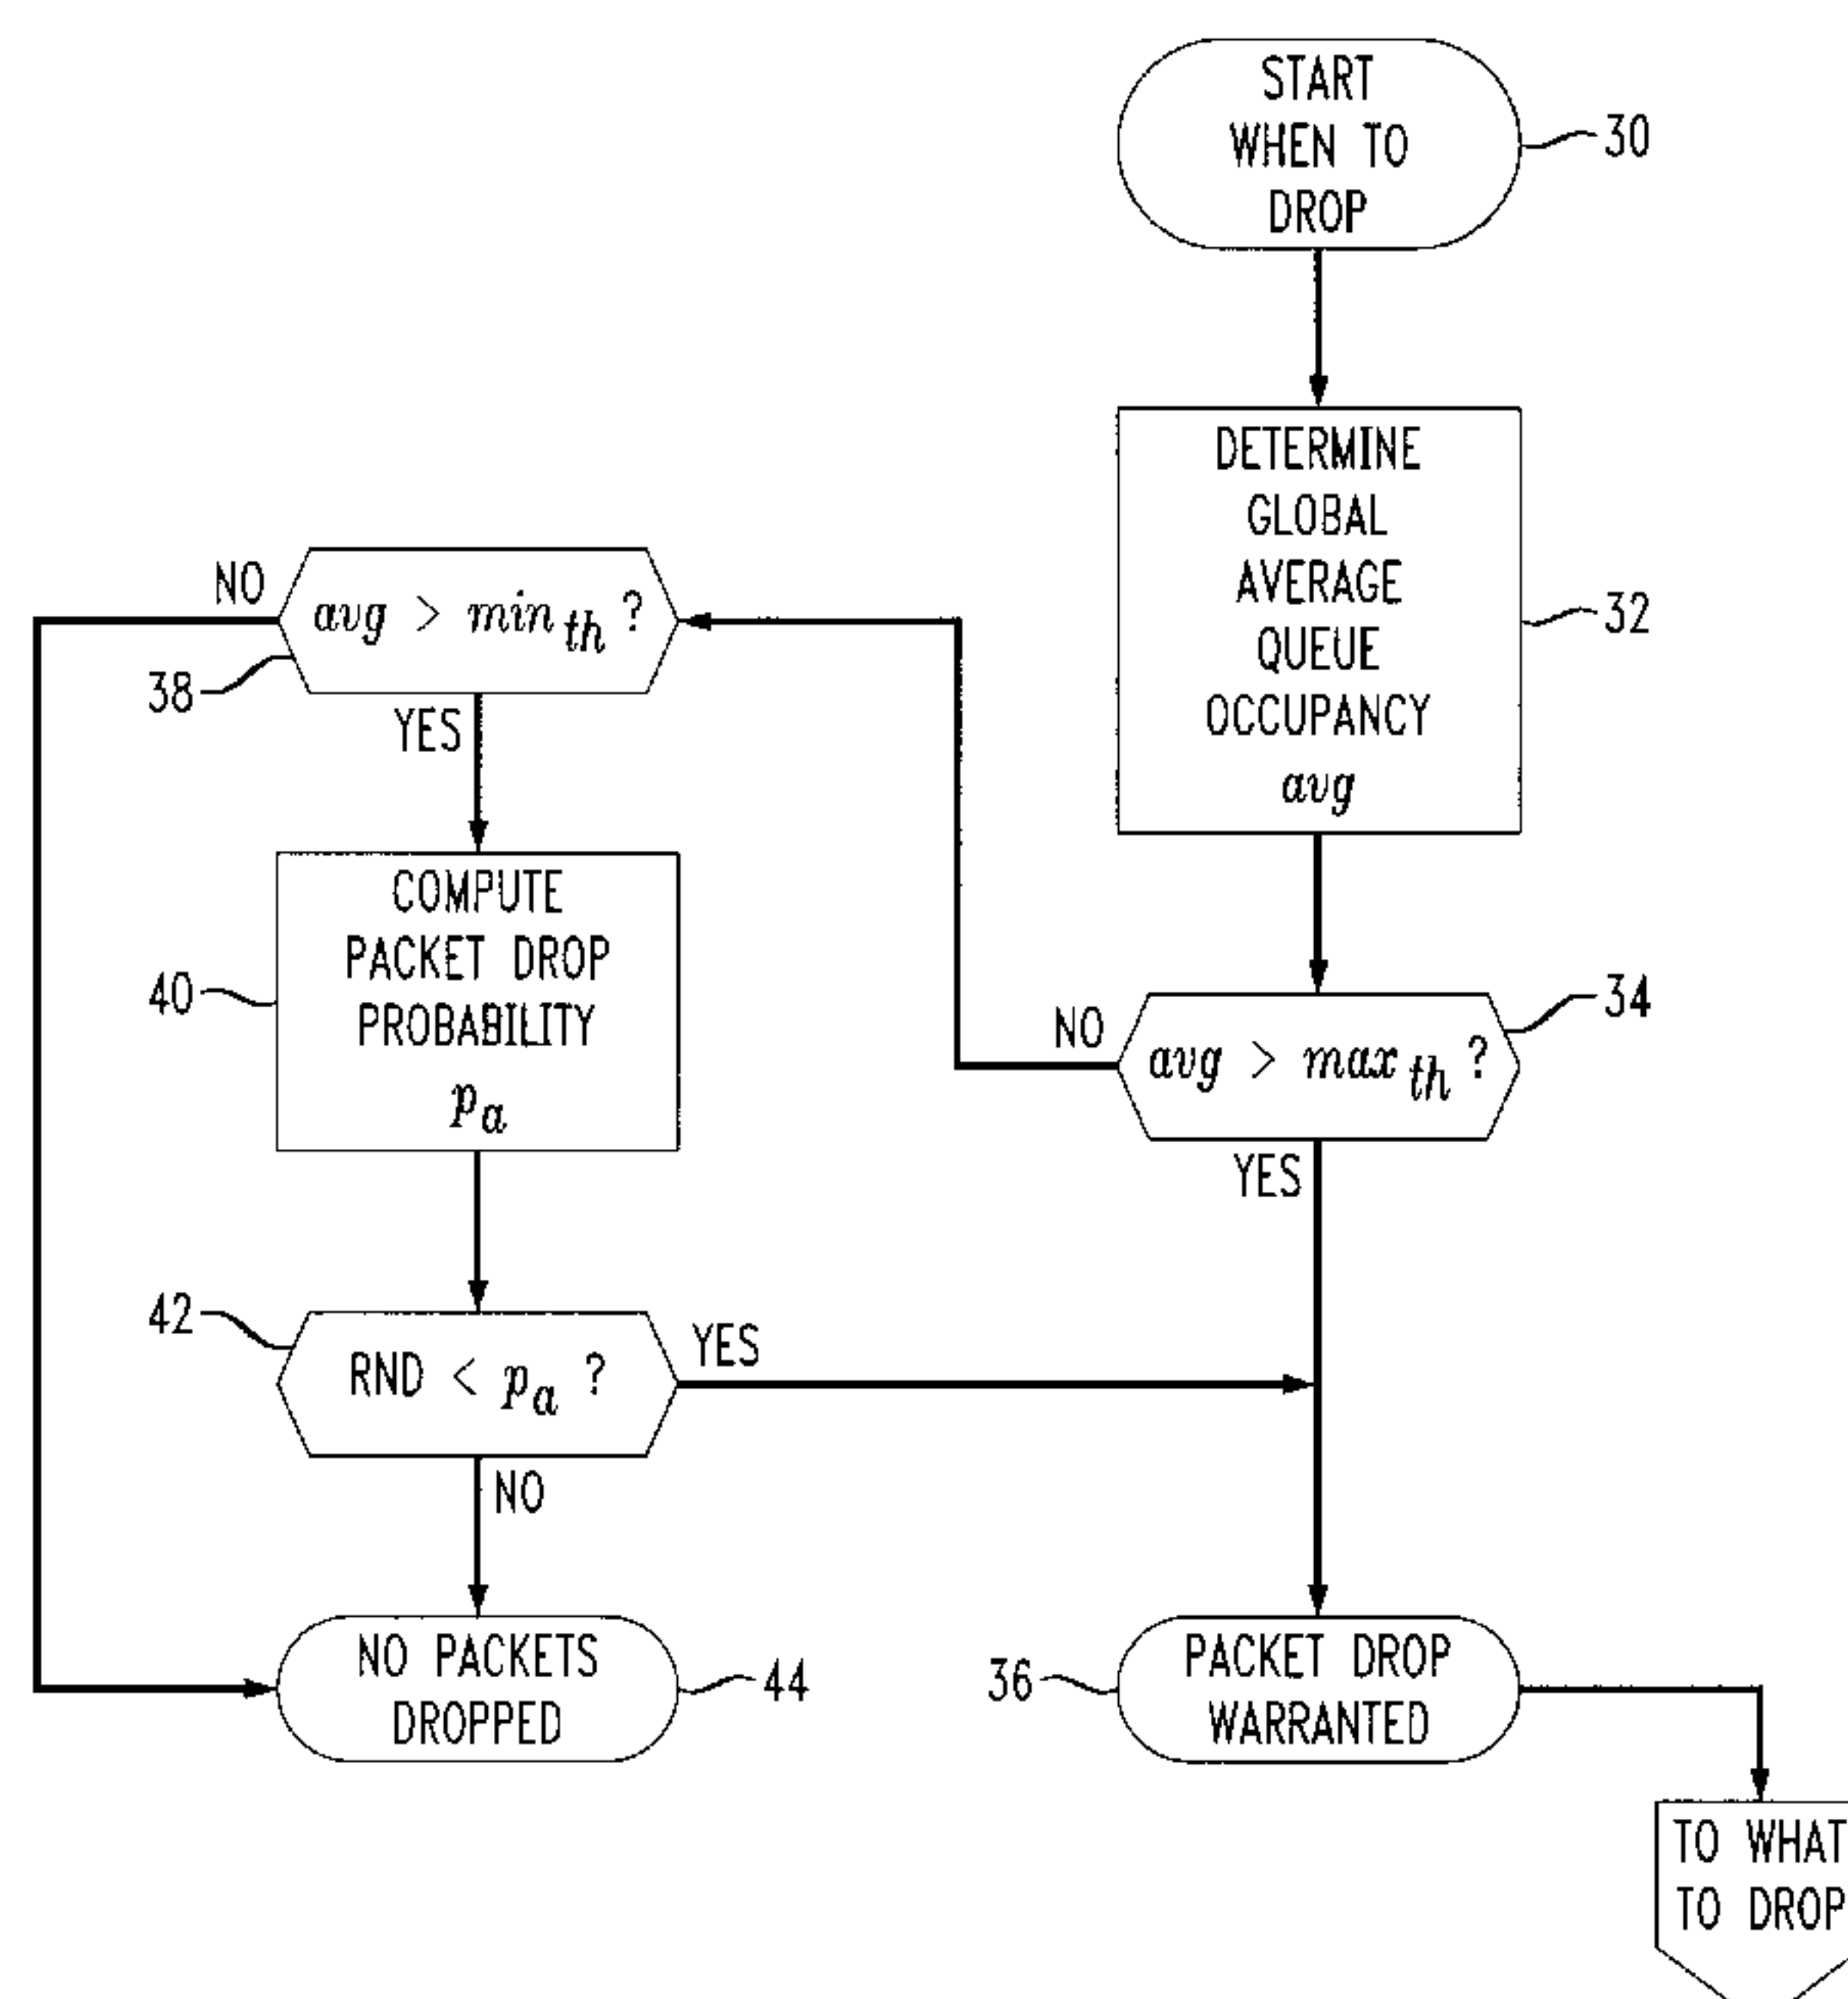 START
WHEN TO
DROP
30
DETERMINE
GLOBAL
AVERAGE
QUEUE
OCCUPANCY
avg
32
NO
avg > min th ?
38
YES
COMPUTE
PACKET DROP
PROBABILITY
p a
40
NO
avg > max th ?
34
YES
42
RND < p a ?
YES
NO
NO PACKETS
DROPPED
44
36
PACKET DROP
WARRANTED
TO WHAT
TO DROP